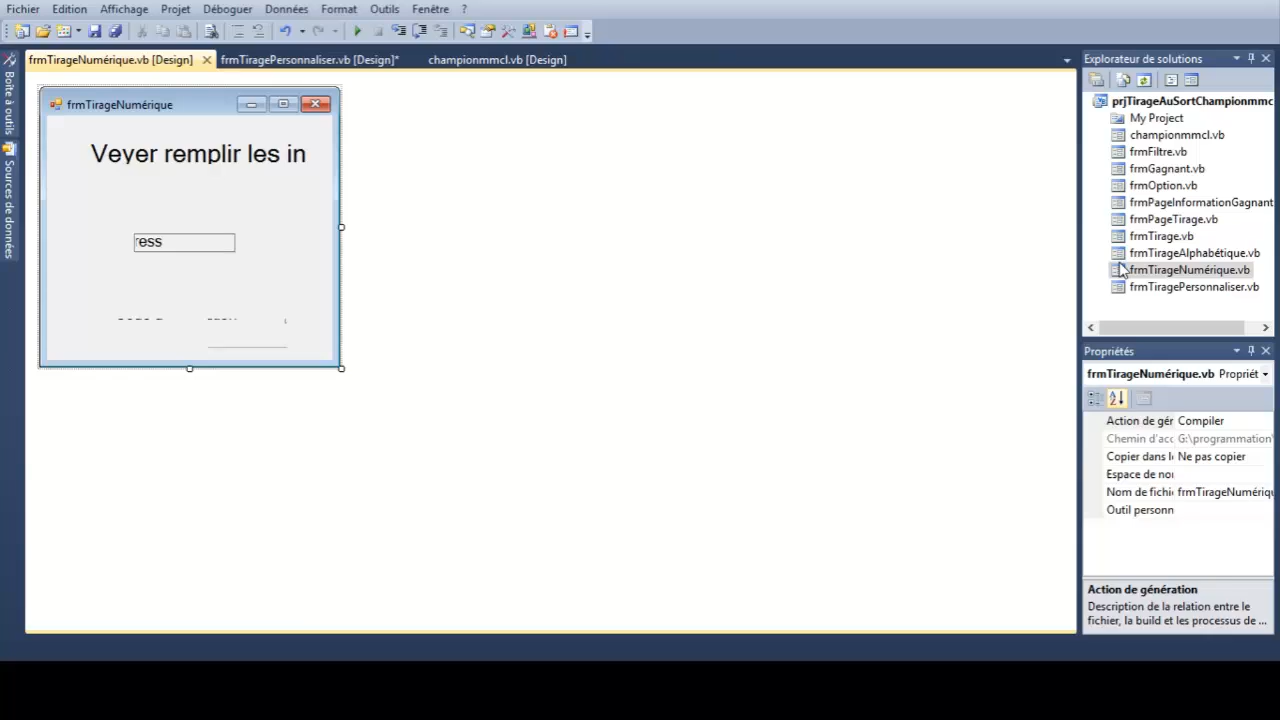 Fichier Edition Affichage Projet Déboguer Données Format Outils Fenêtre ?
frmTirageNumérique.vb [Design] frmTiragePersonnaliser.vb [Design]* championmmcl.vb [Design]
Boîte à outils
Sources de données
frmTirageNumérique
Veyer remplir les in
ress
Explorateur de solutions
prjTirageAuSortChampionmmc
My Project
championmmcl.vb
frmFiltre.vb
frmGagnant.vb
frmOption.vb
frmPageInformationGagnant
frmPageTirage.vb
frmTirage.vb
frmTirageAlphabétique.vb
frmTirageNumérique.vb
frmTiragePersonnaliser.vb
Propriétés
frmTirageNumérique.vb Propriét
Action de gér Compiler
Chemin d'acc G:\programmation\
Copier dans l Ne pas copier
Espace de nor
Nom de fichi frmTirageNumériqu
Outil personn
Action de génération
Description de la relation entre le
fichier, la build et les processus de ...